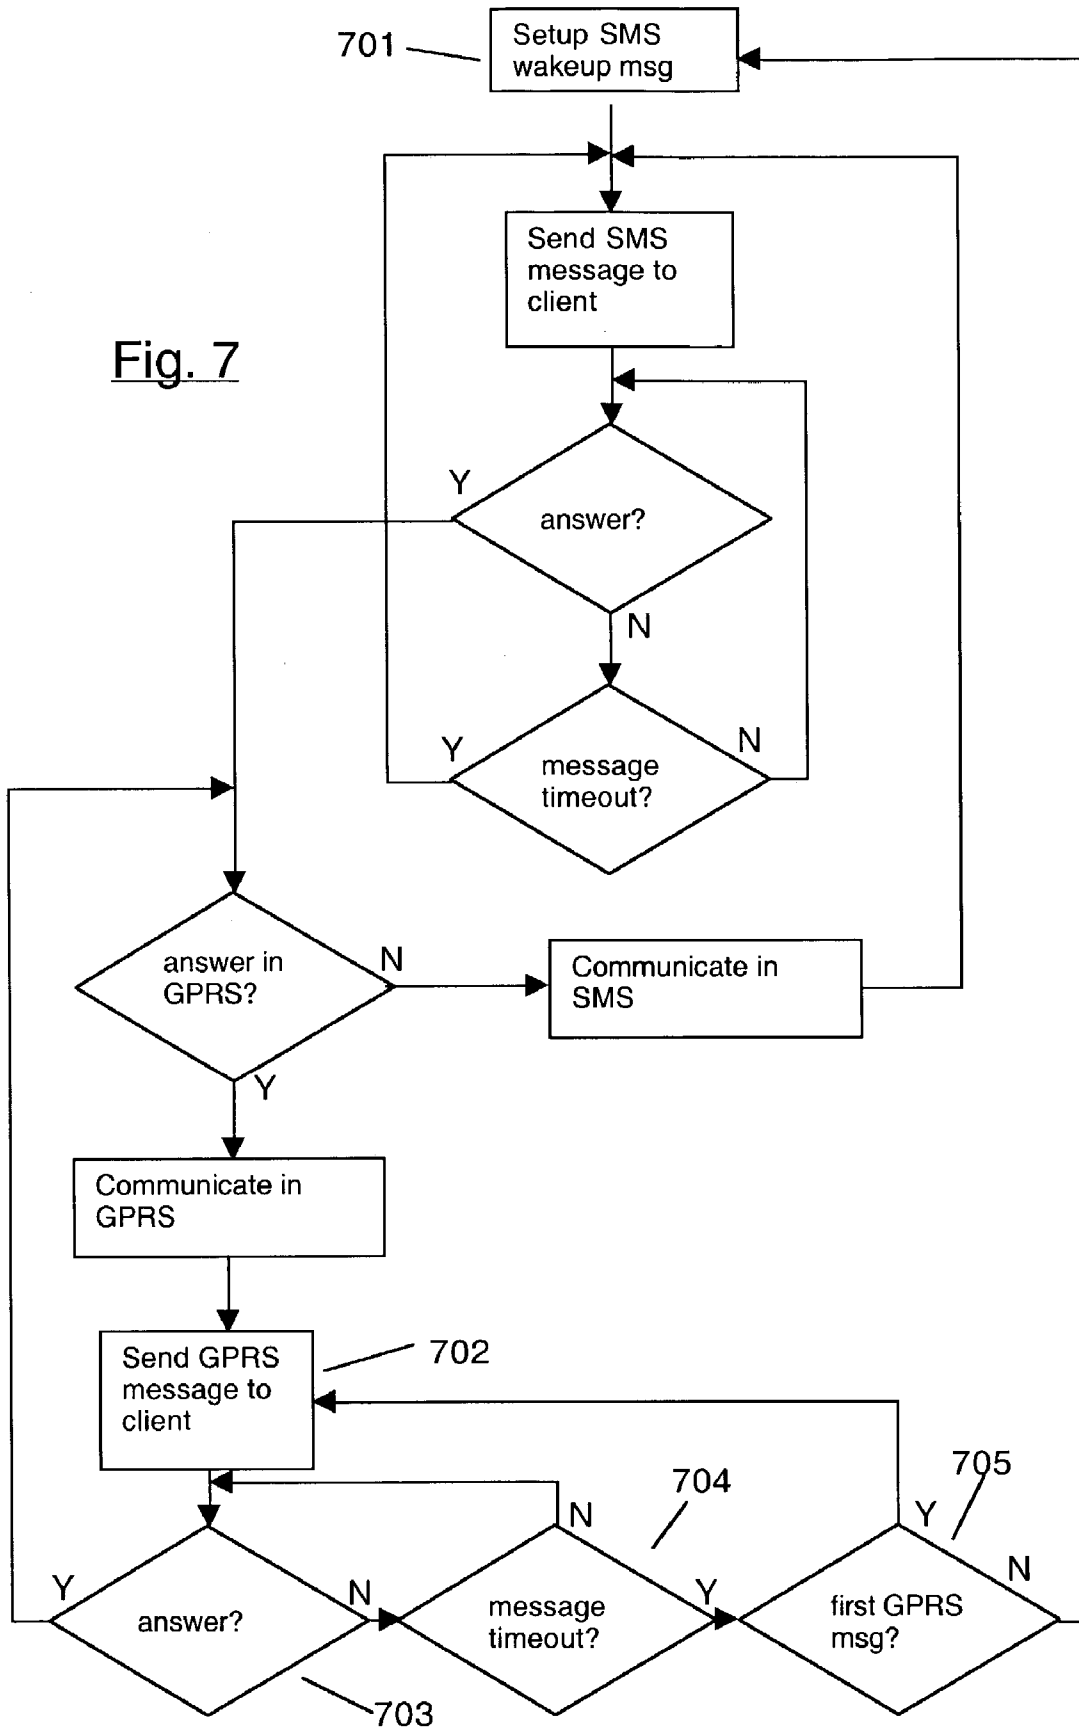 701
Setup SMS
wakeup msg
Send SMS
message to
client
Fig. 7
Y
answer?
N
Y
message
timeout?
N
answer in
GPRS?
N
Communicate in
SMS
Y
Communicate in
GPRS
Send GPRS
message to
client
702
704
705
Y
answer?
N
703
N
message
timeout?
Y
Y
first GPRS
msg?
N